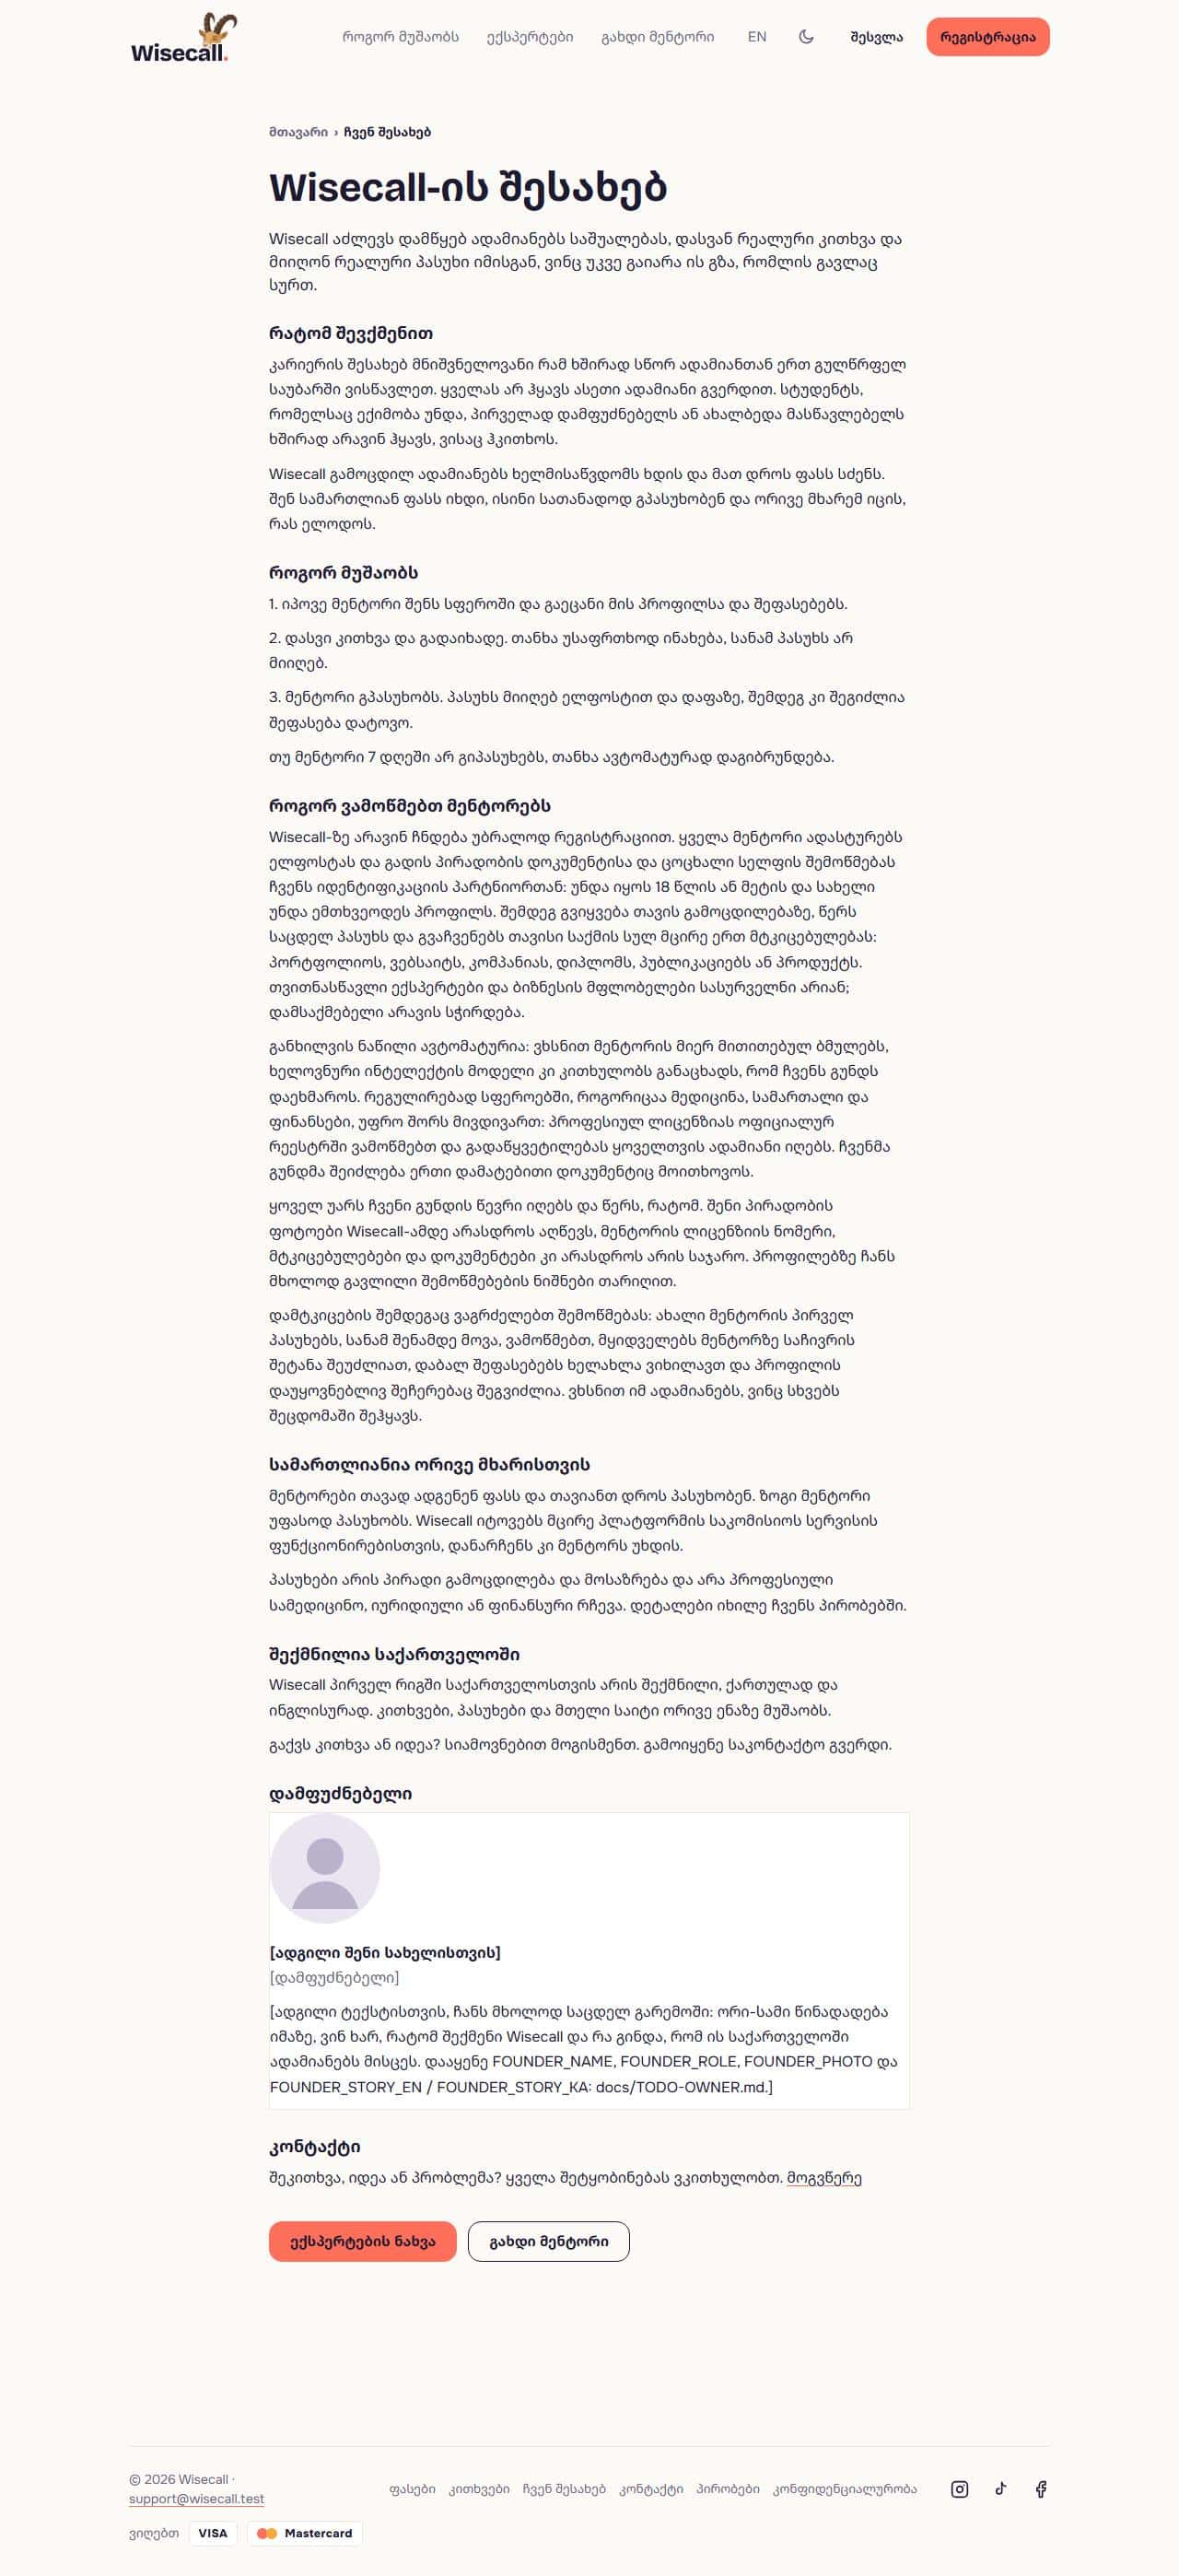 Wisecall.
როგორ მუშაობს
ექსპერტები
გახდი მენტორი
EN
შესვლა
რეგისტრაცია
მთავარი › ჩვენ შესახებ
Wisecall-ის შესახებ
Wisecall აძლევს დამწყებ ადამიანებს საშუალებას, დასვან რეალური კითხვა და
მიიღონ რეალური პასუხი იმისგან, ვინც უკვე გაიარა ის გზა, რომლის გავლაც
სურთ.
რატომ შევქმენით
კარიერის შესახებ მნიშვნელოვანი რამ ხშირად სწორ ადამიანთან ერთ გულწრფელ
საუბარში ვისწავლეთ. ყველას არ ჰყავს ასეთი ადამიანი გვერდით. სტუდენტს,
რომელსაც ექიმობა უნდა, პირველად დამფუძნებელს ან ახალბედა მასწავლებელს
ხშირად არავინ ჰყავს, ვისაც ჰკითხოს.
Wisecall გამოცდილ ადამიანებს ხელმისაწვდომს ხდის და მათ დროს ფასს სძენს.
შენ სამართლიან ფასს იხდი, ისინი სათანადოდ გპასუხობენ და ორივე მხარემ იცის,
რას ელოდოს.
როგორ მუშაობს
1. იპოვე მენტორი შენს სფეროში და გაეცანი მის პროფილსა და შეფასებებს.
2. დასვი კითხვა და გადაიხადე. თანხა უსაფრთხოდ ინახება, სანამ პასუხს არ
მიიღებ.
3. მენტორი გპასუხობს. პასუხს მიიღებ ელფოსტით და დაფაზე, შემდეგ კი შეგიძლია
შეფასება დატოვო.
თუ მენტორი 7 დღეში არ გიპასუხებს, თანხა ავტომატურად დაგიბრუნდება.
როგორ ვამოწმებთ მენტორებს
Wisecall-ზე არავინ ჩნდება უბრალოდ რეგისტრაციით. ყველა მენტორი ადასტურებს
ელფოსტას და გადის პირადობის დოკუმენტისა და ცოცხალი სელფის შემოწმებას
ჩვენს იდენტიფიკაციის პარტნიორთან: უნდა იყოს 18 წლის ან მეტის და სახელი
უნდა ემთხვეოდეს პროფილს. შემდეგ გვიყვება თავის გამოცდილებაზე, წერს
საცდელ პასუხს და გვაჩვენებს თავისი საქმის სულ მცირე ერთ მტკიცებულებას:
პორტფოლიოს, ვებსაიტს, კომპანიას, დიპლომს, პუბლიკაციებს ან პროდუქტს.
თვითნასწავლი ექსპერტები და ბიზნესის მფლობელები სასურველნი არიან;
დამსაქმებელი არავის სჭირდება.
განხილვის ნაწილი ავტომატურია: ვხსნით მენტორის მიერ მითითებულ ბმულებს,
ხელოვნური ინტელექტის მოდელი კი კითხულობს განაცხადს, რომ ჩვენს გუნდს
დაეხმაროს. რეგულირებად სფეროებში, როგორიცაა მედიცინა, სამართალი და
ფინანსები, უფრო შორს მივდივართ: პროფესიულ ლიცენზიას ოფიციალურ
რეესტრში ვამოწმებთ და გადაწყვეტილებას ყოველთვის ადამიანი იღებს. ჩვენმა
გუნდმა შეიძლება ერთი დამატებითი დოკუმენტიც მოითხოვოს.
ყოველ უარს ჩვენი გუნდის წევრი იღებს და წერს, რატომ. შენი პირადობის
ფოტოები Wisecall-ამდე არასდროს აღწევს, მენტორის ლიცენზიის ნომერი,
მტკიცებულებები და დოკუმენტები კი არასდროს არის საჯარო. პროფილებზე ჩანს
მხოლოდ გავლილი შემოწმებების ნიშნები თარიღით.
დამტკიცების შემდეგაც ვაგრძელებთ შემოწმებას: ახალი მენტორის პირველ
პასუხებს, სანამ შენამდე მოვა, ვამოწმებთ, მყიდველებს მენტორზე საჩივრის
შეტანა შეუძლიათ, დაბალ შეფასებებს ხელახლა ვიხილავთ და პროფილის
დაუყოვნებლივ შეჩერებაც შეგვიძლია. ვხსნით იმ ადამიანებს, ვინც სხვებს
შეცდომაში შეჰყავს.
სამართლიანია ორივე მხარისთვის
მენტორები თავად ადგენენ ფასს და თავიანთ დროს პასუხობენ. ზოგი მენტორი
უფასოდ პასუხობს. Wisecall იტოვებს მცირე პლატფორმის საკომისიოს სერვისის
ფუნქციონირებისთვის, დანარჩენს კი მენტორს უხდის.
პასუხები არის პირადი გამოცდილება და მოსაზრება და არა პროფესიული
სამედიცინო, იურიდიული ან ფინანსური რჩევა. დეტალები იხილე ჩვენს პირობებში.
შექმნილია საქართველოში
Wisecall პირველ რიგში საქართველოსთვის არის შექმნილი, ქართულად და
ინგლისურად. კითხვები, პასუხები და მთელი საიტი ორივე ენაზე მუშაობს.
გაქვს კითხვა ან იდეა? სიამოვნებით მოგისმენთ. გამოიყენე საკონტაქტო გვერდი.
დამფუძნებელი
[ადგილი შენი სახელისთვის]
[დამფუძნებელი]
[ადგილი ტექსტისთვის, ჩანს მხოლოდ საცდელ გარემოში: ორი-სამი წინადადება
იმაზე, ვინ ხარ, რატომ შექმენი Wisecall და რა გინდა, რომ ის საქართველოში
ადამიანებს მისცეს. დააყენე FOUNDER_NAME, FOUNDER_ROLE, FOUNDER_PHOTO და
FOUNDER_STORY_EN / FOUNDER_STORY_KA: docs/TODO-OWNER.md.]
კონტაქტი
შეკითხვა, იდეა ან პრობლემა? ყველა შეტყობინებას ვკითხულობთ. მოგვწერე
ექსპერტების ნახვა
გახდი მენტორი
© 2026 Wisecall ·
support@wisecall.test
ფასები
კითხვები
ჩვენ შესახებ
კონტაქტი
პირობები
კონფიდენციალურობა
ვიღებთ
VISA
Mastercard